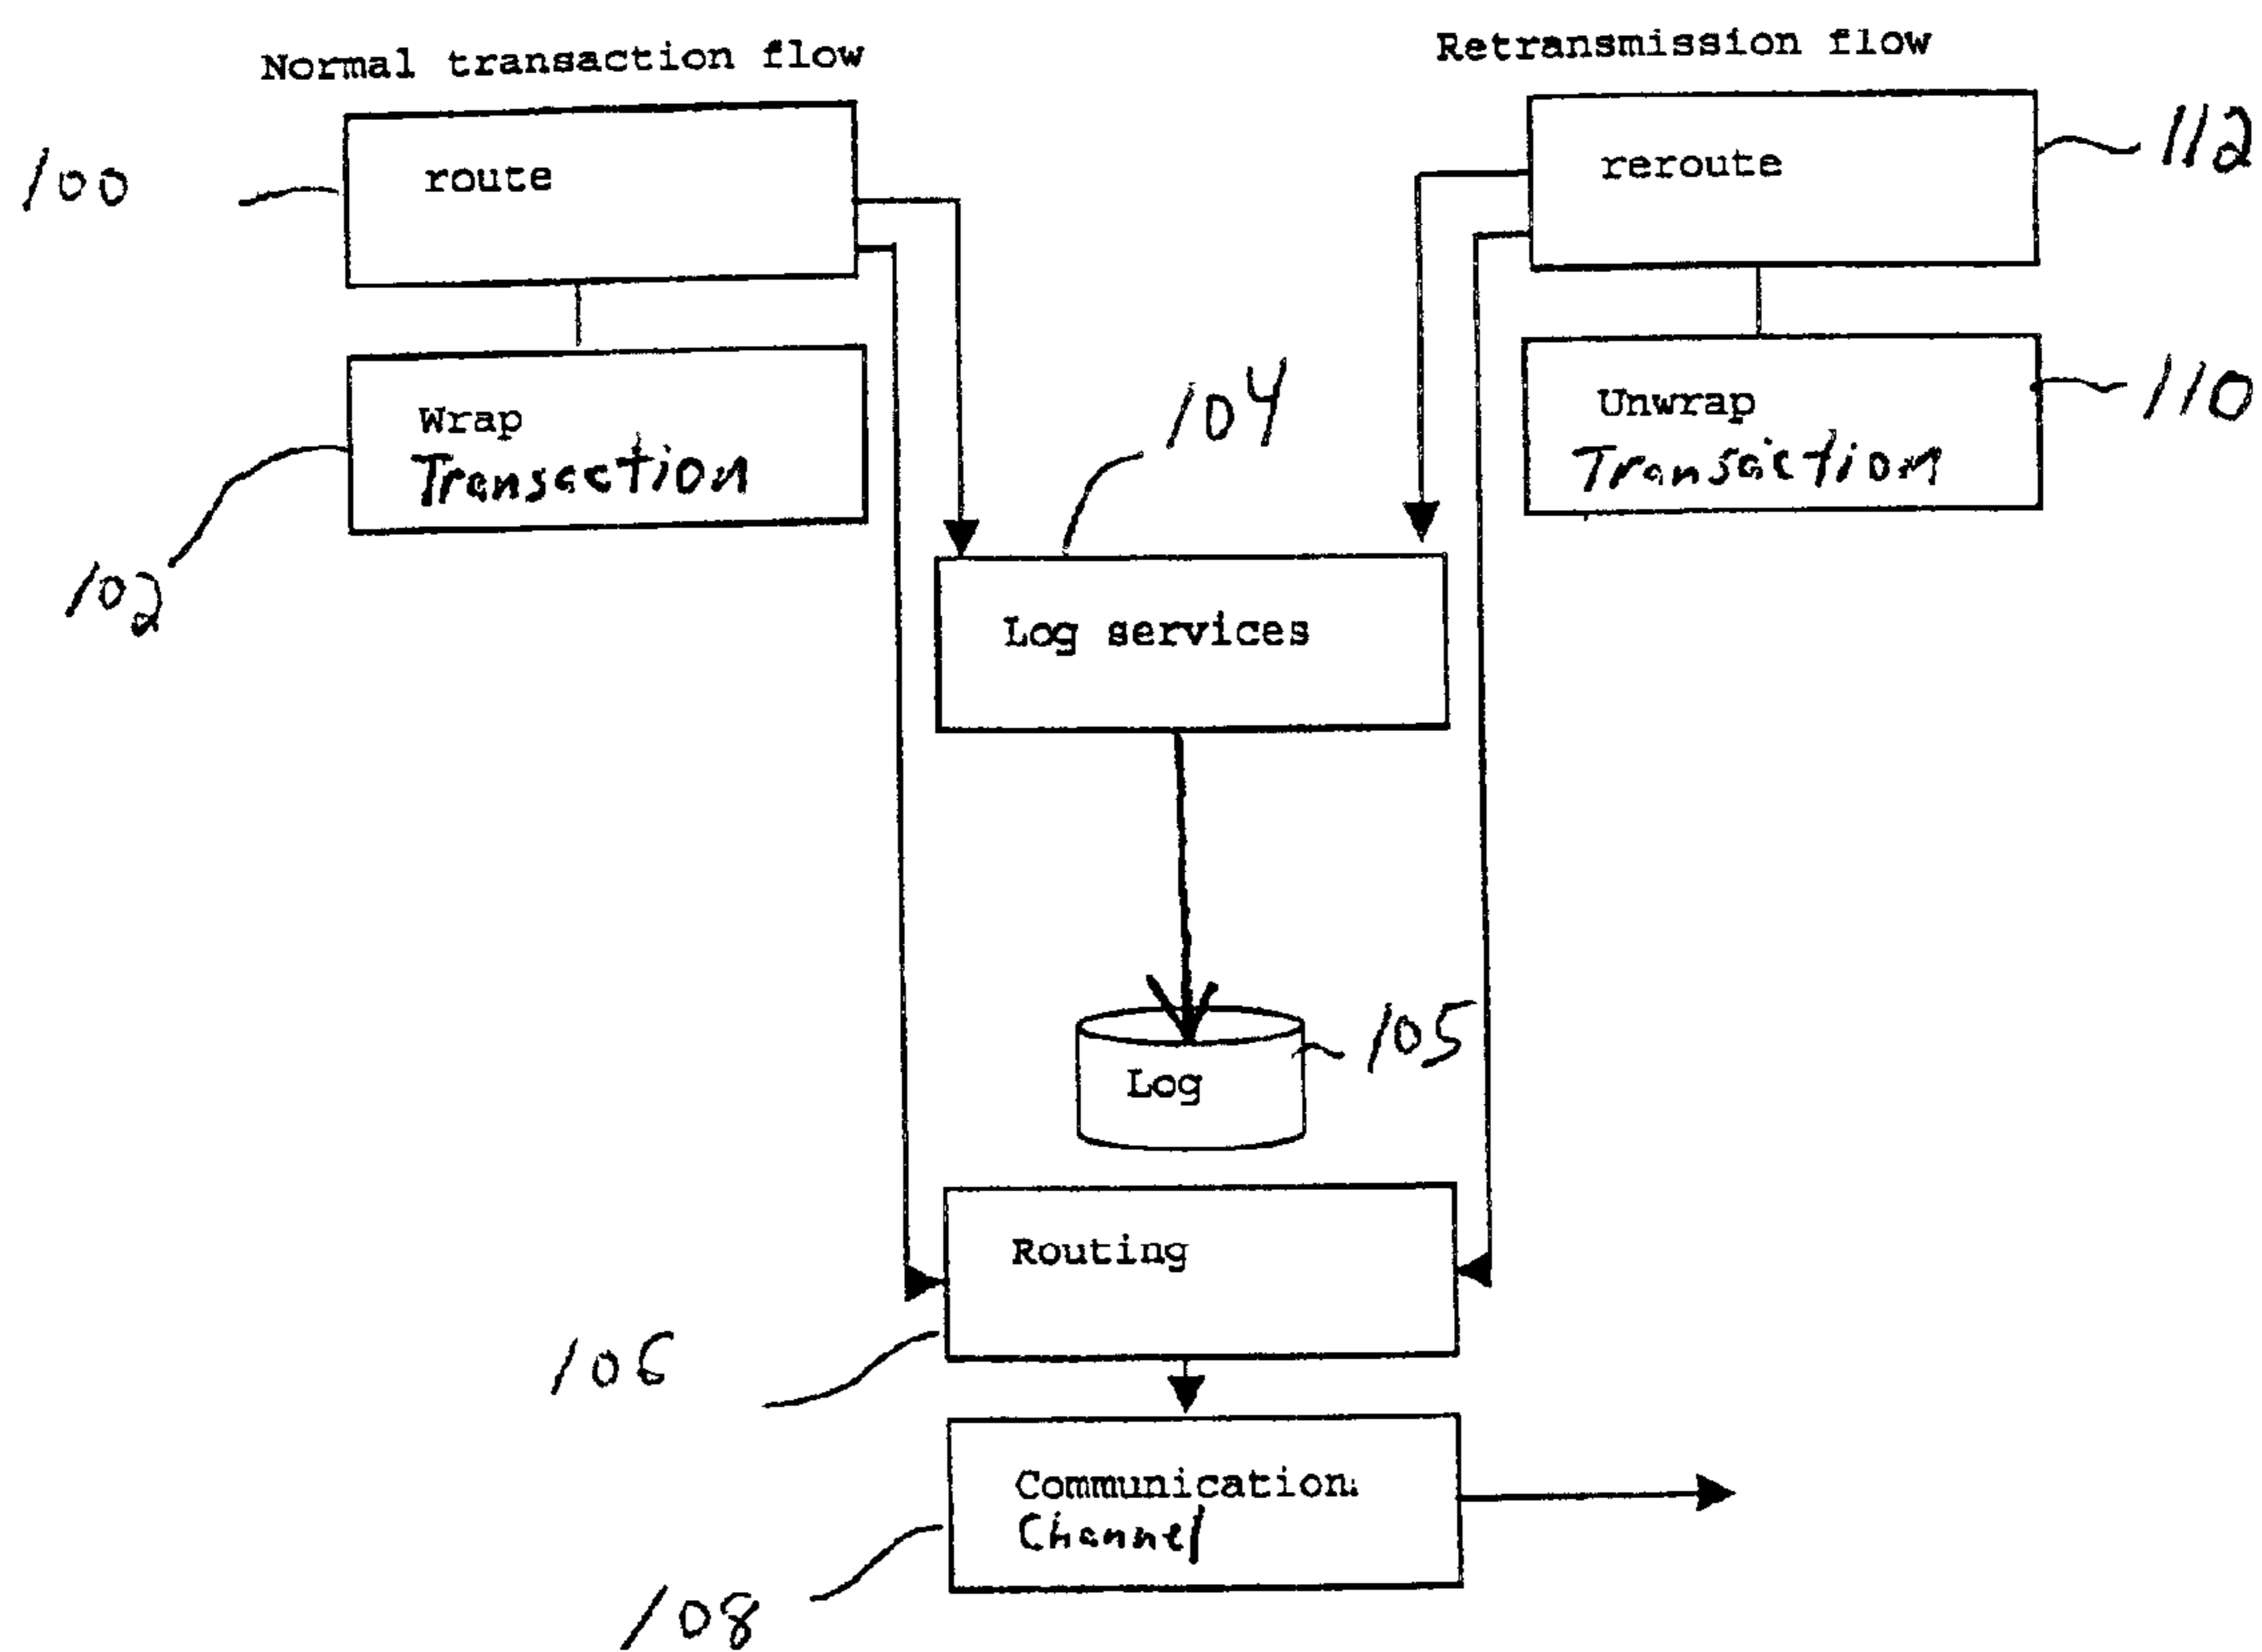 Normal transaction flow
Retransmission flow
100
route
reroute
112
Wrap
Transaction
102
104
Unwrap
Transaction
110
Log services
Log
105
Routing
106
Communication
Channel
108